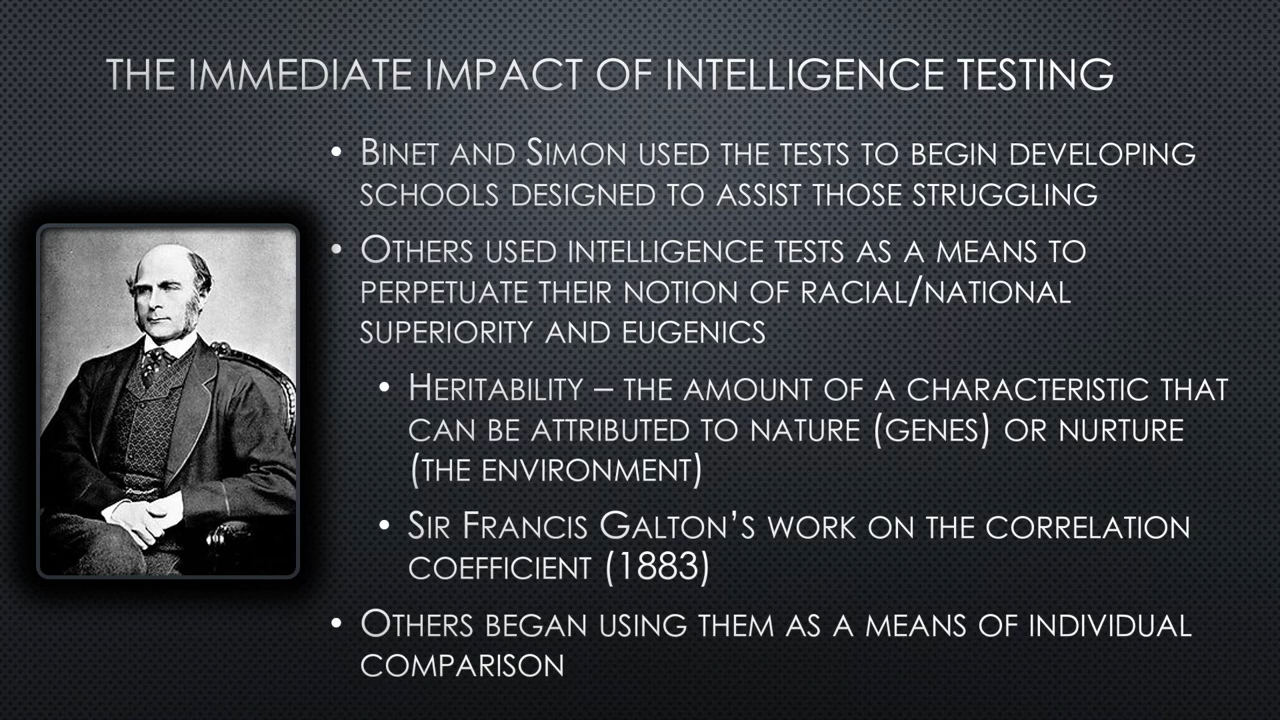 THE IMMEDIATE IMPACT OF INTELLIGENCE TESTING
• BINET AND SIMON USED THE TESTS TO BEGIN DEVELOPING
SCHOOLS DESIGNED TO ASSIST THOSE STRUGGLING
• OTHERS USED INTELLIGENCE TESTS AS A MEANS TO
PERPETUATE THEIR NOTION OF RACIAL/NATIONAL
SUPERIORITY AND EUGENICS
• HERITABILITY – THE AMOUNT OF A CHARACTERISTIC THAT
CAN BE ATTRIBUTED TO NATURE (GENES) OR NURTURE
(THE ENVIRONMENT)
• SIR FRANCIS GALTON’S WORK ON THE CORRELATION
COEFFICIENT (1883)
• OTHERS BEGAN USING THEM AS A MEANS OF INDIVIDUAL
COMPARISON